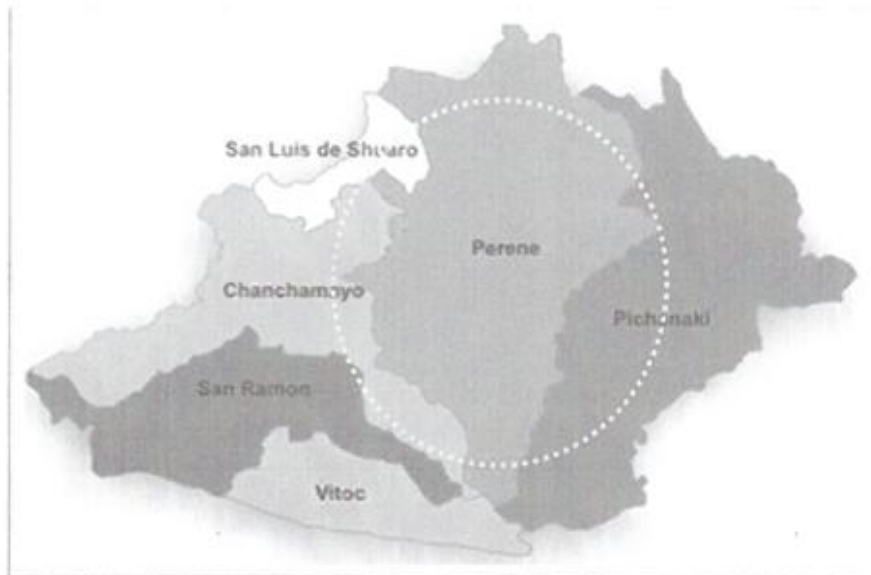 San Luis de Shuaro
Perene
Chanchamayo
Pichanaki
San Ramon
Vitoc